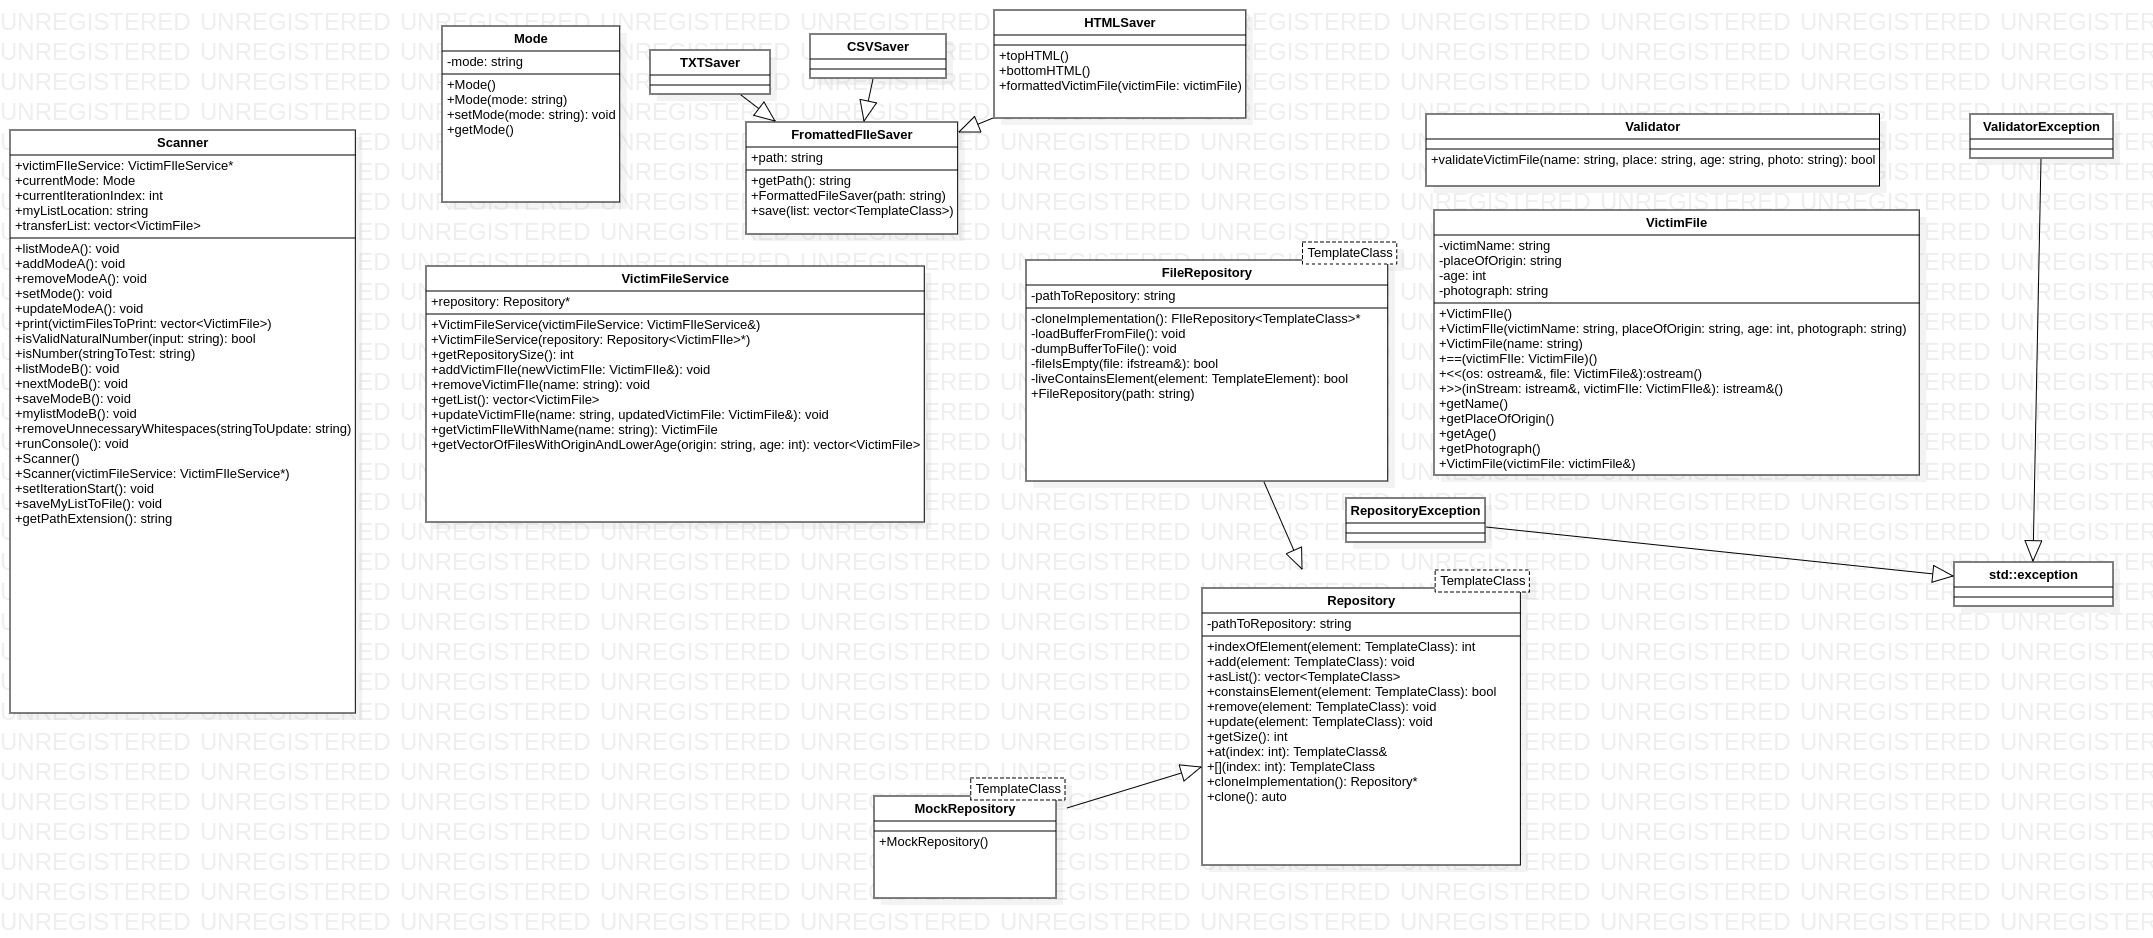 Mode
-mode: string
+Mode()
+Mode(mode: string)
+setMode(mode: string): void
+getMode()
TXTSaver
CSVSaver
HTMLSaver
+topHTML()
+bottomHTML()
+formattedVictimFile(victimFile: victimFile)
FromattedFIleSaver
+path: string
+getPath(): string
+FormattedFileSaver(path: string)
+save(list: vector<TemplateClass>)
Validator
+validateVictimFile(name: string, place: string, age: string, photo: string): bool
ValidatorException
Scanner
+victimFIleService: VictimFIleService*
+currentMode: Mode
+currentIterationIndex: int
+myListLocation: string
+transferList: vector<VictimFile>
+listModeA(): void
+addModeA(): void
+removeModeA(): void
+setMode(): void
+updateModeA(): void
+print(victimFilesToPrint: vector<VictimFile>)
+isValidNaturalNumber(input: string): bool
+isNumber(stringToTest: string)
+listModeB(): void
+nextModeB(): void
+saveModeB(): void
+mylistModeB(): void
+removeUnnecessaryWhitespaces(stringToUpdate: string)
+runConsole(): void
+Scanner()
+Scanner(victimFileService: VictimFIleService*)
+setIterationStart(): void
+saveMyListToFile(): void
+getPathExtension(): string
VictimFileService
+repository: Repository*
+VictimFileService(victimFileService: VictimFIleService&)
+VictimFileService(repository: Repository<VictimFIle>*)
+getRepositorySize(): int
+addVictimFIle(newVictimFIle: VictimFIle&): void
+removeVictimFIle(name: string): void
+getList(): vector<VictimFile>
+updateVictimFIle(name: string, updatedVictimFile: VictimFile&): void
+getVictimFIleWithName(name: string): VictimFile
+getVectorOfFilesWithOriginAndLowerAge(origin: string, age: int): vector<VictimFile>
TemplateClass
FileRepository
-pathToRepository: string
-cloneImplementation(): FIleRepository<TemplateClass>*
-loadBufferFromFile(): void
-dumpBufferToFile(): void
-fileIsEmpty(file: ifstream&): bool
-liveContainsElement(element: TemplateElement): bool
+FileRepository(path: string)
VictimFile
-victimName: string
-placeOfOrigin: string
-age: int
-photograph: string
+VictimFIle()
+VictimFIle(victimName: string, placeOfOrigin: string, age: int, photograph: string)
+VictimFile(name: string)
+==(victimFIle: VictimFile)()
+<<(os: ostream&, file: VictimFile&):ostream()
+>>(inStream: istream&, victimFIle: VictimFIle&): istream&()
+getName()
+getPlaceOfOrigin()
+getAge()
+getPhotograph()
+VictimFile(victimFile: victimFile&)
RepositoryException
std::exception
TemplateClass
Repository
-pathToRepository: string
+indexOfElement(element: TemplateClass): int
+add(element: TemplateClass): void
+asList(): vector<TemplateClass>
+constainsElement(element: TemplateClass): bool
+remove(element: TemplateClass): void
+update(element: TemplateClass): void
+getSize(): int
+at(index: int): TemplateClass&
+[](index: int): TemplateClass
+cloneImplementation(): Repository*
+clone(): auto
TemplateClass
MockRepository
+MockRepository()